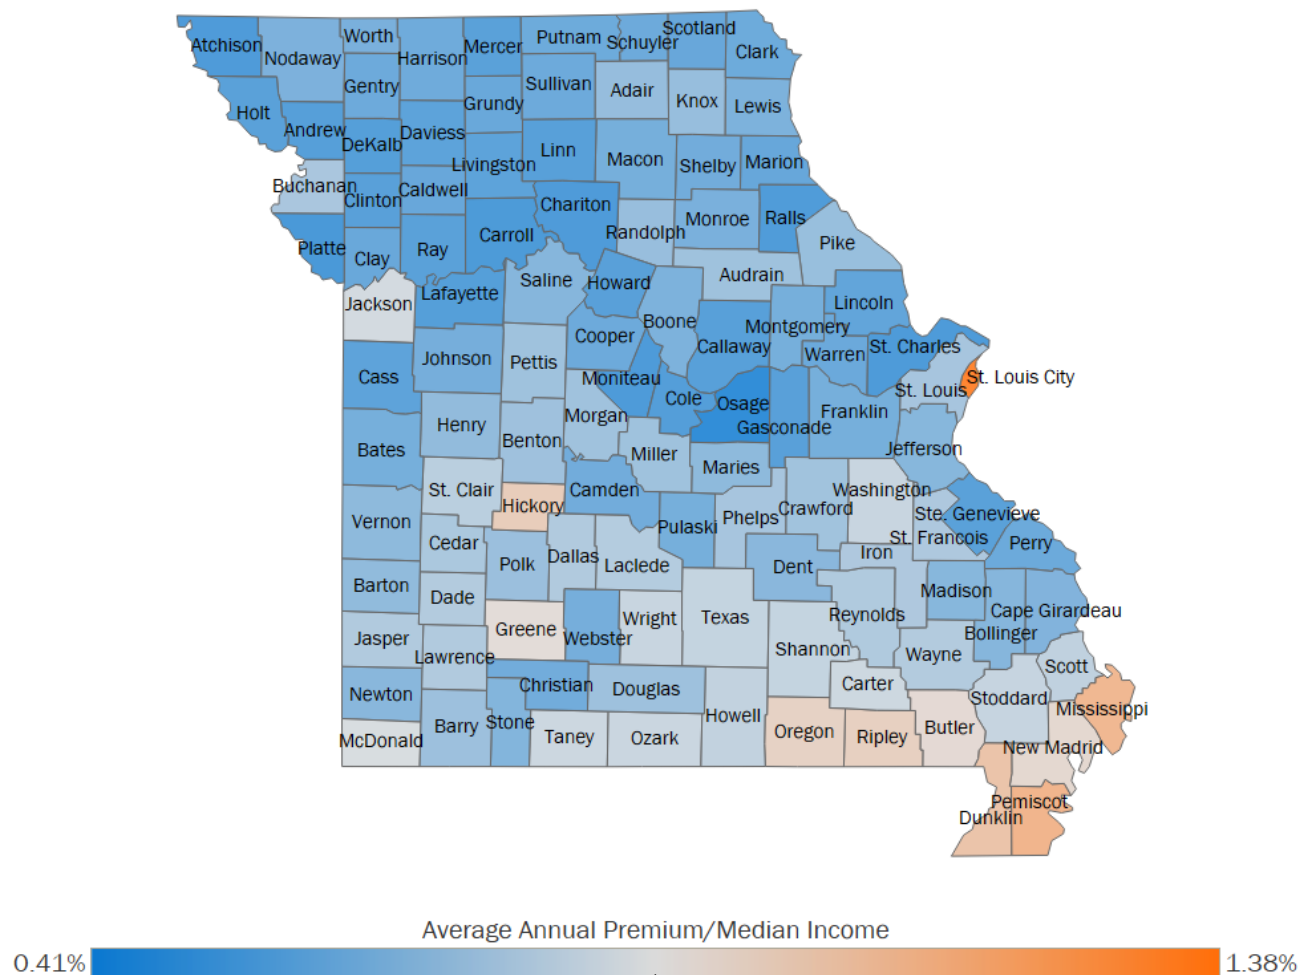 Atchison
Nodaway
Worth
Harrison
Mercer
Putnam
Schuyler
Scotland
Clark
Gentry
Sullivan
Adair
Knox
Lewis
Holt
Andrew
DeKalb
Daviess
Grundy
Livingston
Linn
Macon
Shelby
Marion
Buchanan
Clinton
Caldwell
Chariton
Randolph
Monroe
Ralls
Pike
Platte
Clay
Ray
Carroll
Saline
Howard
Audrain
Jackson
Lafayette
Boone
Lincoln
Cooper
Callaway
Montgomery
Warren
St. Charles
Cass
Johnson
Pettis
Moniteau
Cole
Osage
Gasconade
Franklin
St. Louis
St. Louis City
Henry
Benton
Morgan
Miller
Maries
Jefferson
Bates
St. Clair
Hickory
Camden
Pulaski
Phelps
Crawford
Washington
Ste. Genevieve
St. Francois
Perry
Vernon
Cedar
Polk
Dallas
Laclede
Dent
Iron
Barton
Dade
Greene
Webster
Wright
Texas
Reynolds
Madison
Cape Girardeau
Bollinger
Jasper
Lawrence
Shannon
Wayne
Scott
Newton
Christian
Douglas
Carter
Stoddard
Mississippi
McDonald
Barry
Stone
Taney
Ozark
Howell
Oregon
Ripley
Butler
New Madrid
Pemiscot
Dunklin
Average Annual Premium/Median Income
0.41%
1.38%